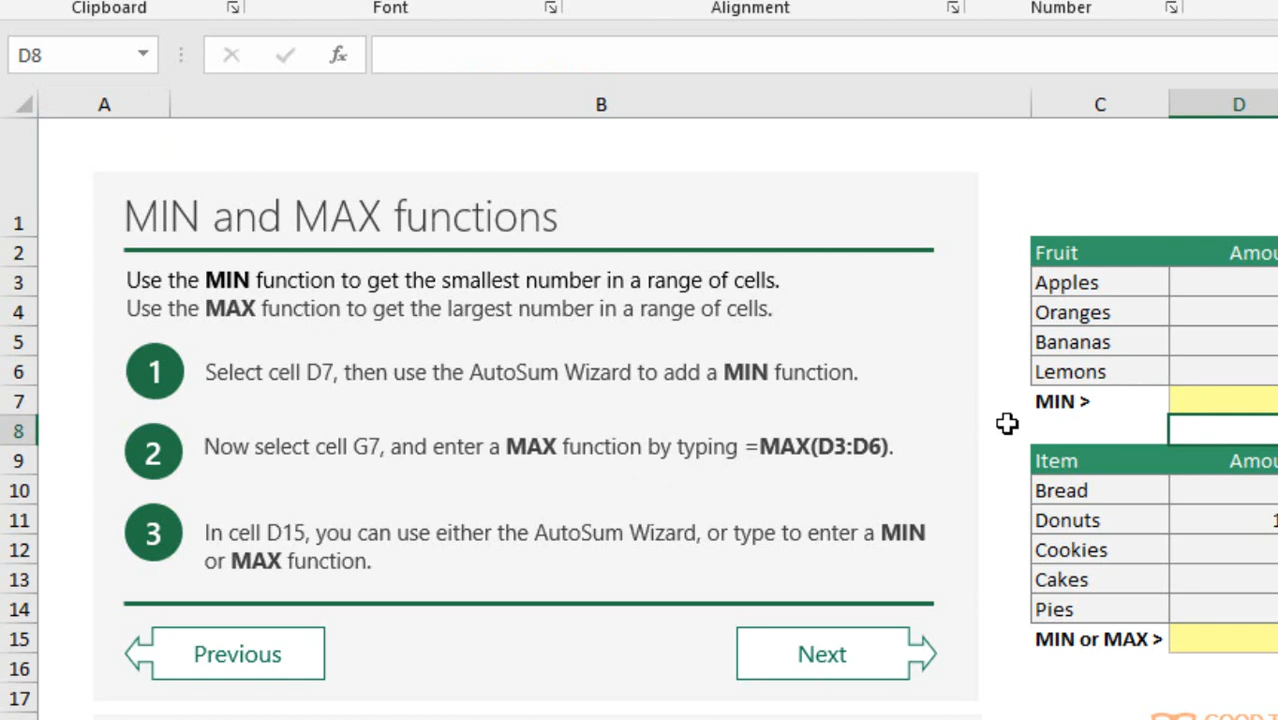 Clipboard Font Alignment Number
D8 fx
A B C D
1 MIN and MAX functions
2 Fruit
3 Use the MIN function to get the smallest number in a range of cells. Apples
4 Use the MAX function to get the largest number in a range of cells. Oranges
5 Bananas
6 1 Select cell D7, then use the AutoSum Wizard to add a MIN function. Lemons
7 MIN >
8 2 Now select cell G7, and enter a MAX function by typing =MAX(D3:D6).
9 Item
10 Bread
11 3 In cell D15, you can use either the AutoSum Wizard, or type to enter a MIN Donuts 1
12 or MAX function. Cookies
13 Cakes
14 Pies
15 Previous Next MIN or MAX >
16
17